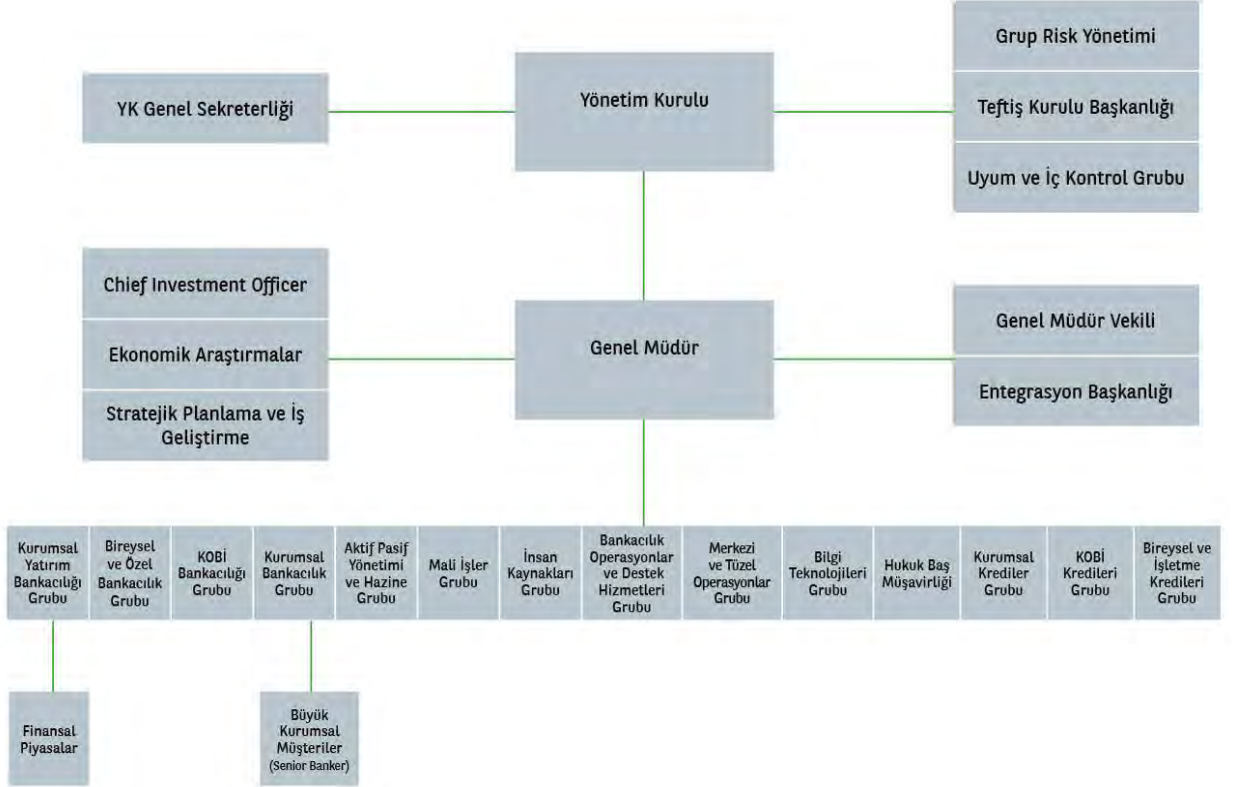 Grup Risk Yönetimi
YK Genel Sekreterliği
Yönetim Kurulu
Teftiş Kurulu Başkanlığı
Uyum ve İç Kontrol Grubu
Chief Investment Officer
Ekonomik Araştırmalar
Stratejik Planlama ve İş
Geliştirme
Genel Müdür
Genel Müdür Vekili
Entegrasyon Başkanlığı
Kurumsal
Yatırım
Bankacılığı
Grubu
Bireysel
ve Özel
Bankacılık
Grubu
KOBİ
Bankacılığı
Grubu
Kurumsal
Bankacılık
Grubu
Aktif Pasif
Yönetimi
ve Hazine
Grubu
Mali İşler
Grubu
İnsan
Kaynakları
Grubu
Bankacılık
Operasyonlar
ve Destek
Hizmetleri
Grubu
Merkezi
ve Tüzel
Operasyonlar
Grubu
Bilgi
Teknolojileri
Grubu
Hukuk Baş
Müşavirliği
Kurumsal
Krediler
Grubu
KOBİ
Kredileri
Grubu
Bireysel ve
İşletme
Kredileri
Grubu
Finansal
Piyasalar
Büyük
Kurumsal
Müşteriler
(Senior Banker)